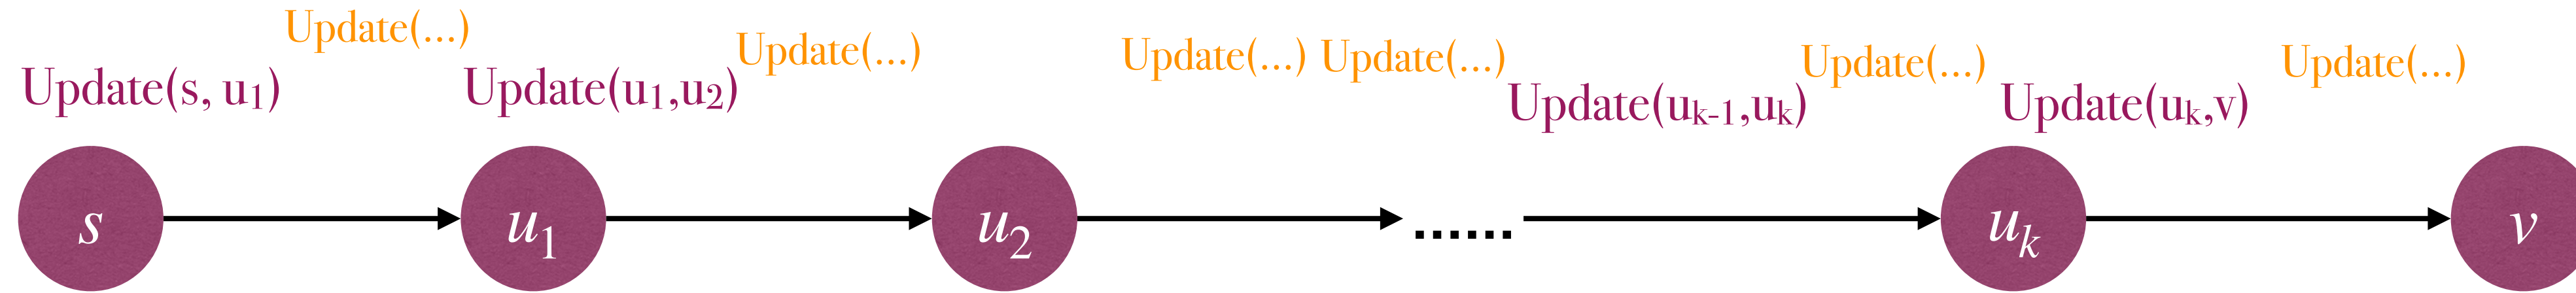 Update(...) Update(...) Update(...) Update(...) Update(...) Update(...)
Update(s, u₁) Update(u₁,u₂) Update(uₖ₋₁,uₖ) Update(uₖ,v)
s u₁ u₂ ...... uₖ v